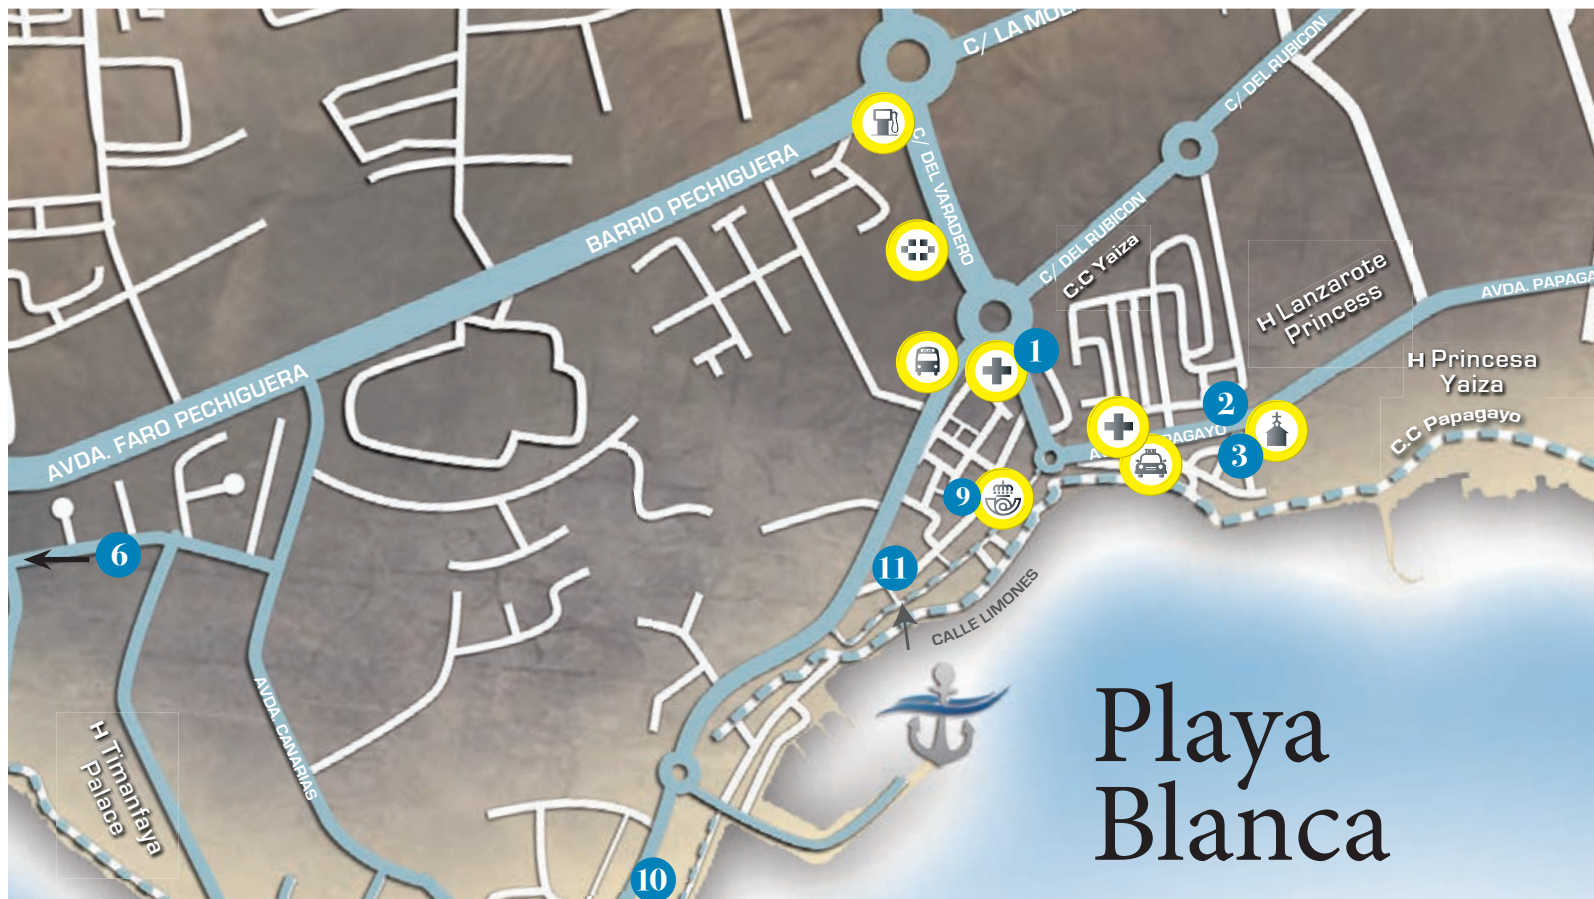 C/ LA MOL
C/ DEL RUBICON
C/ DEL VARADERO
BARRIO PECHIGUERA
C/ DEL RUBICON
C.C Yaiza
H Lanzarote
Princess
AVDA. PAPAGA
H Princesa
Yaiza
C.C Papagayo
1
2
3
PAGAYO
TAXI
AVDA. FARO PECHIGUERA
9
6
11
CALLE LIMONES
AVDA. CANARIAS
H Timanfaya
Palace
10
Playa
Blanca